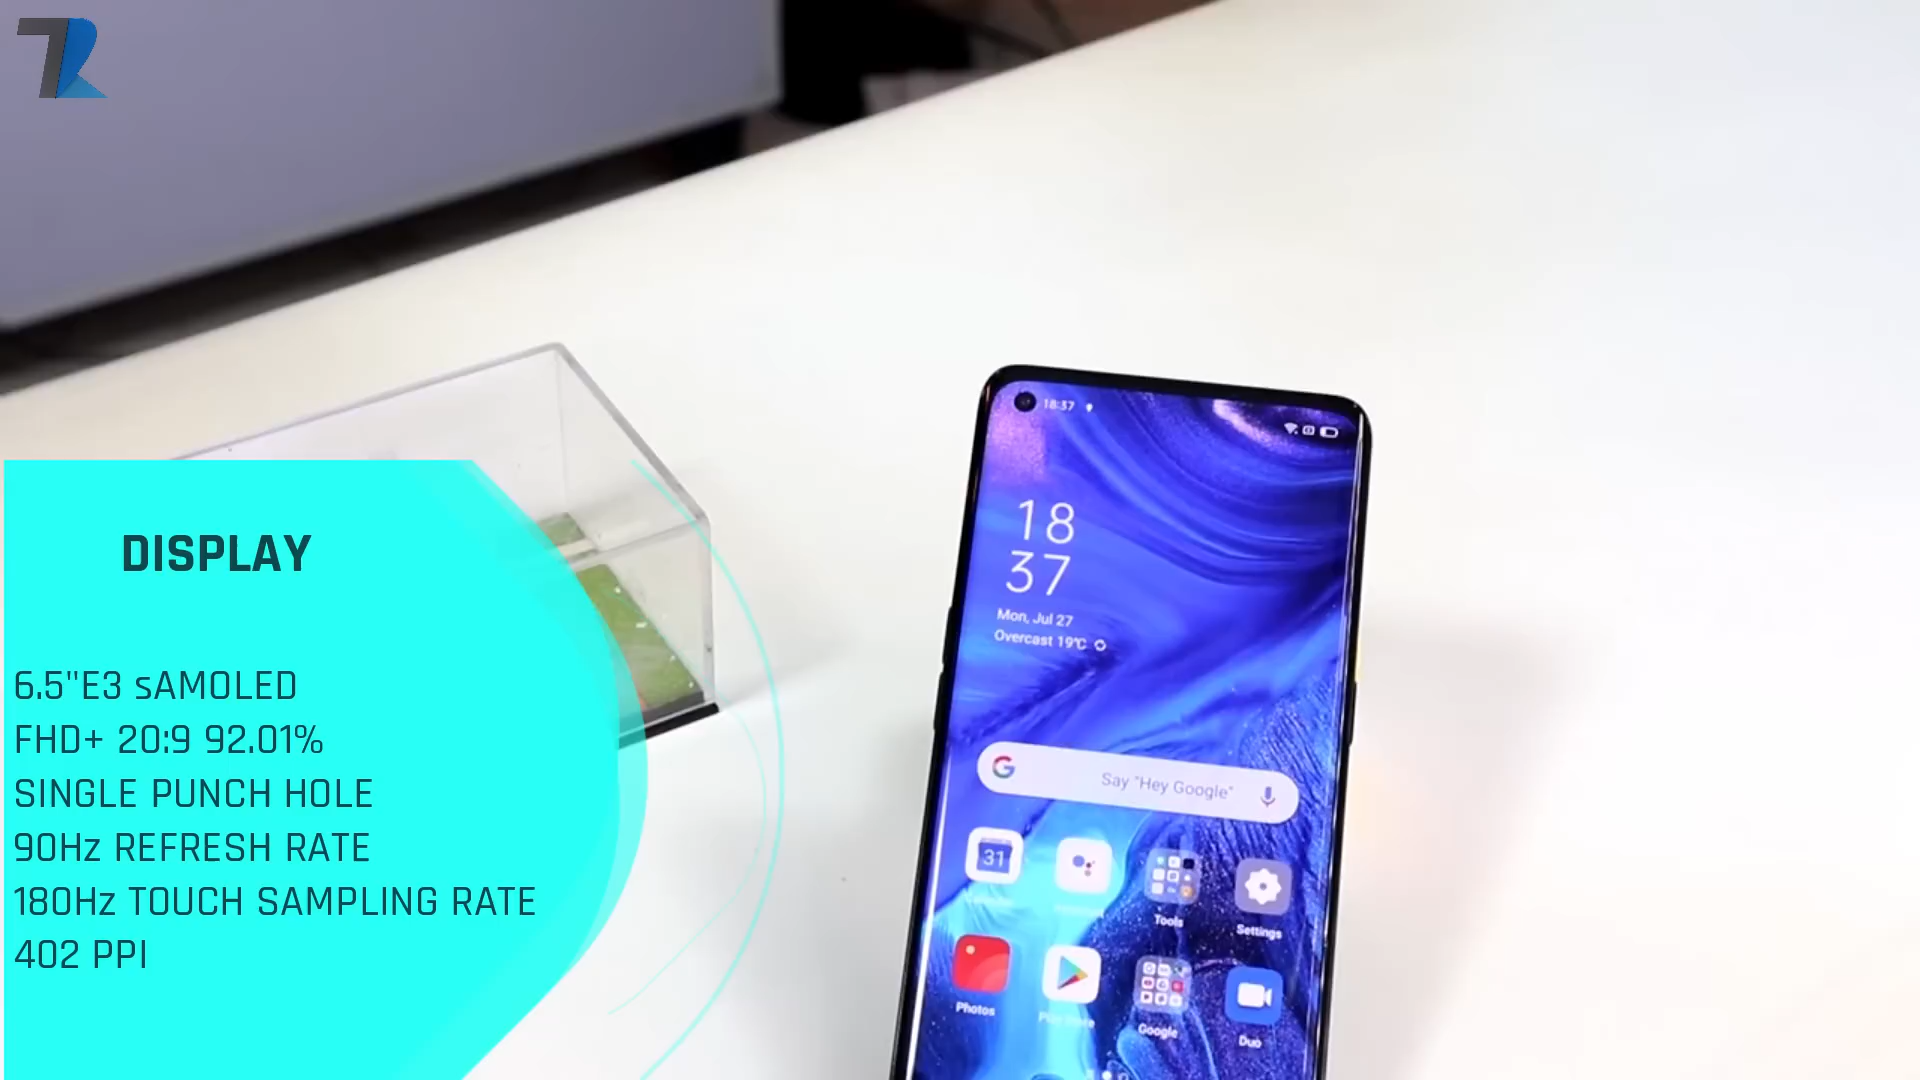 DISPLAY
6.5"E3 sAMOLED
FHD+ 20:9 92.01%
SINGLE PUNCH HOLE
90Hz REFRESH RATE
180Hz TOUCH SAMPLING RATE
402 PPI
18:37
18
37
Mon, Jul 27
Overcast 19℃
G Say "Hey Google"
31
Tools
Settings
Photos
Play Store
Google
Duo